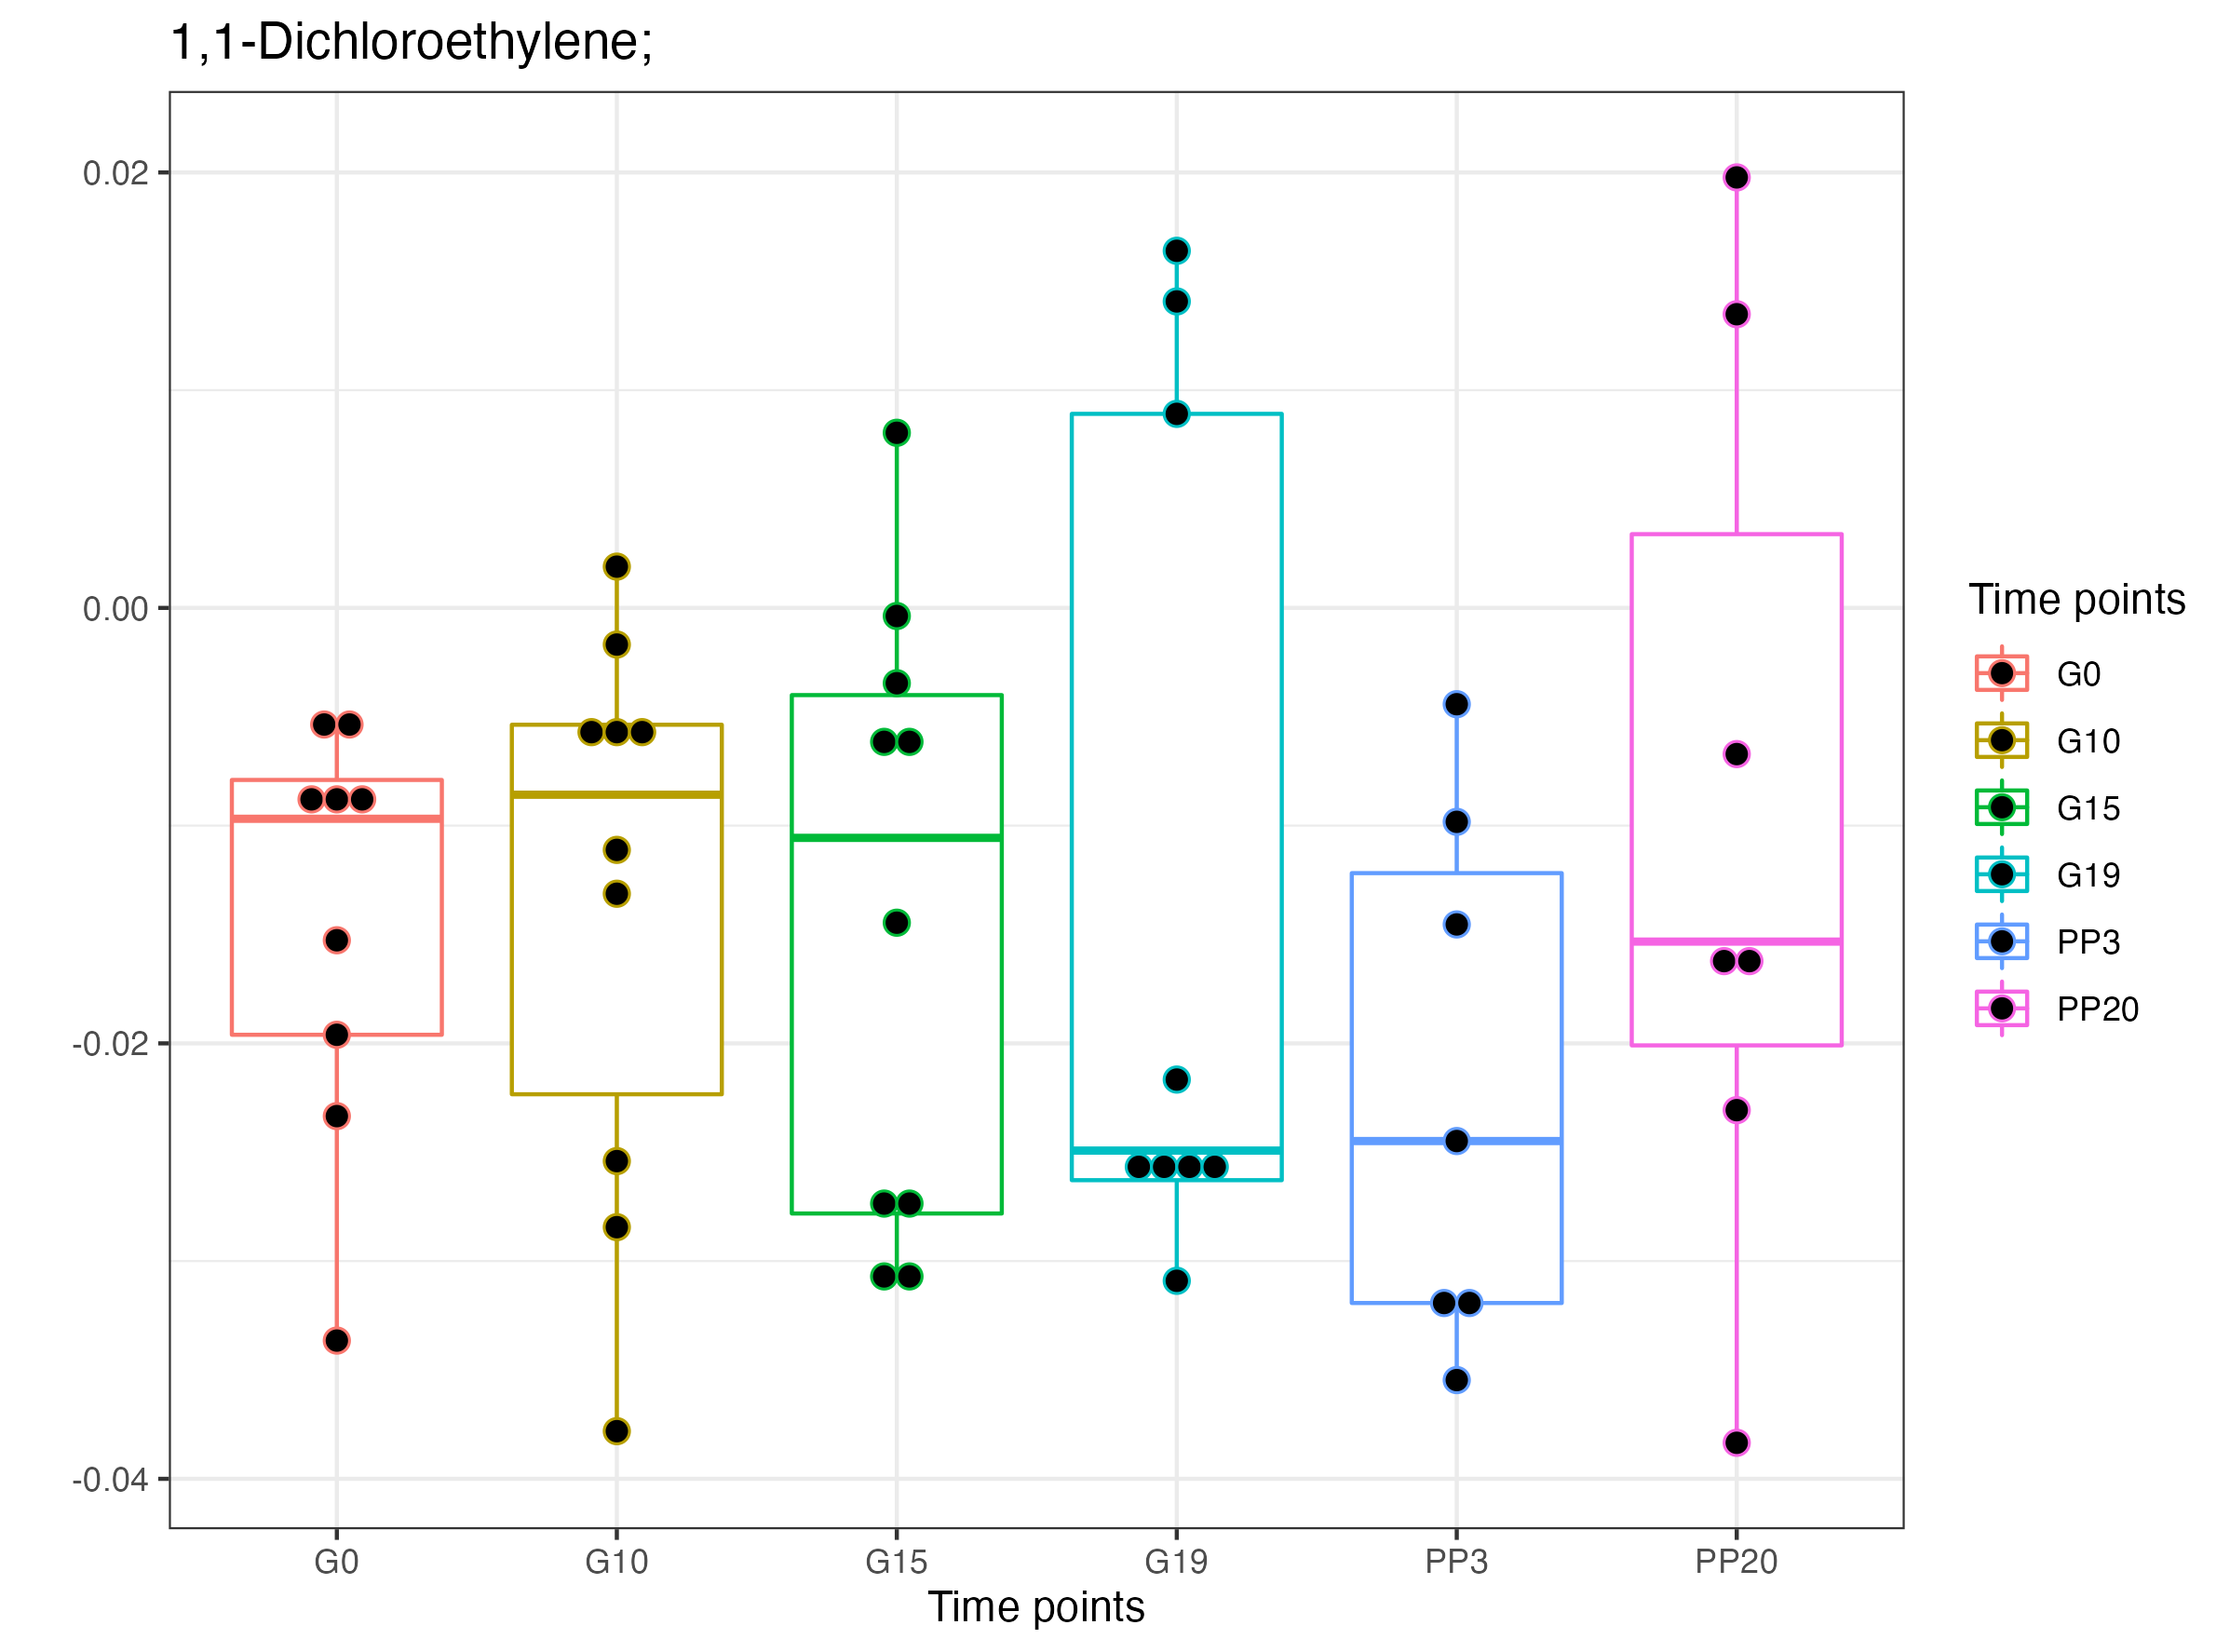 1,1-Dichloroethylene;
0.02
0.00
-0.02
-0.04
G0 G10 G15 G19 PP3 PP20
Time points
Time points
G0
G10
G15
G19
PP3
PP20